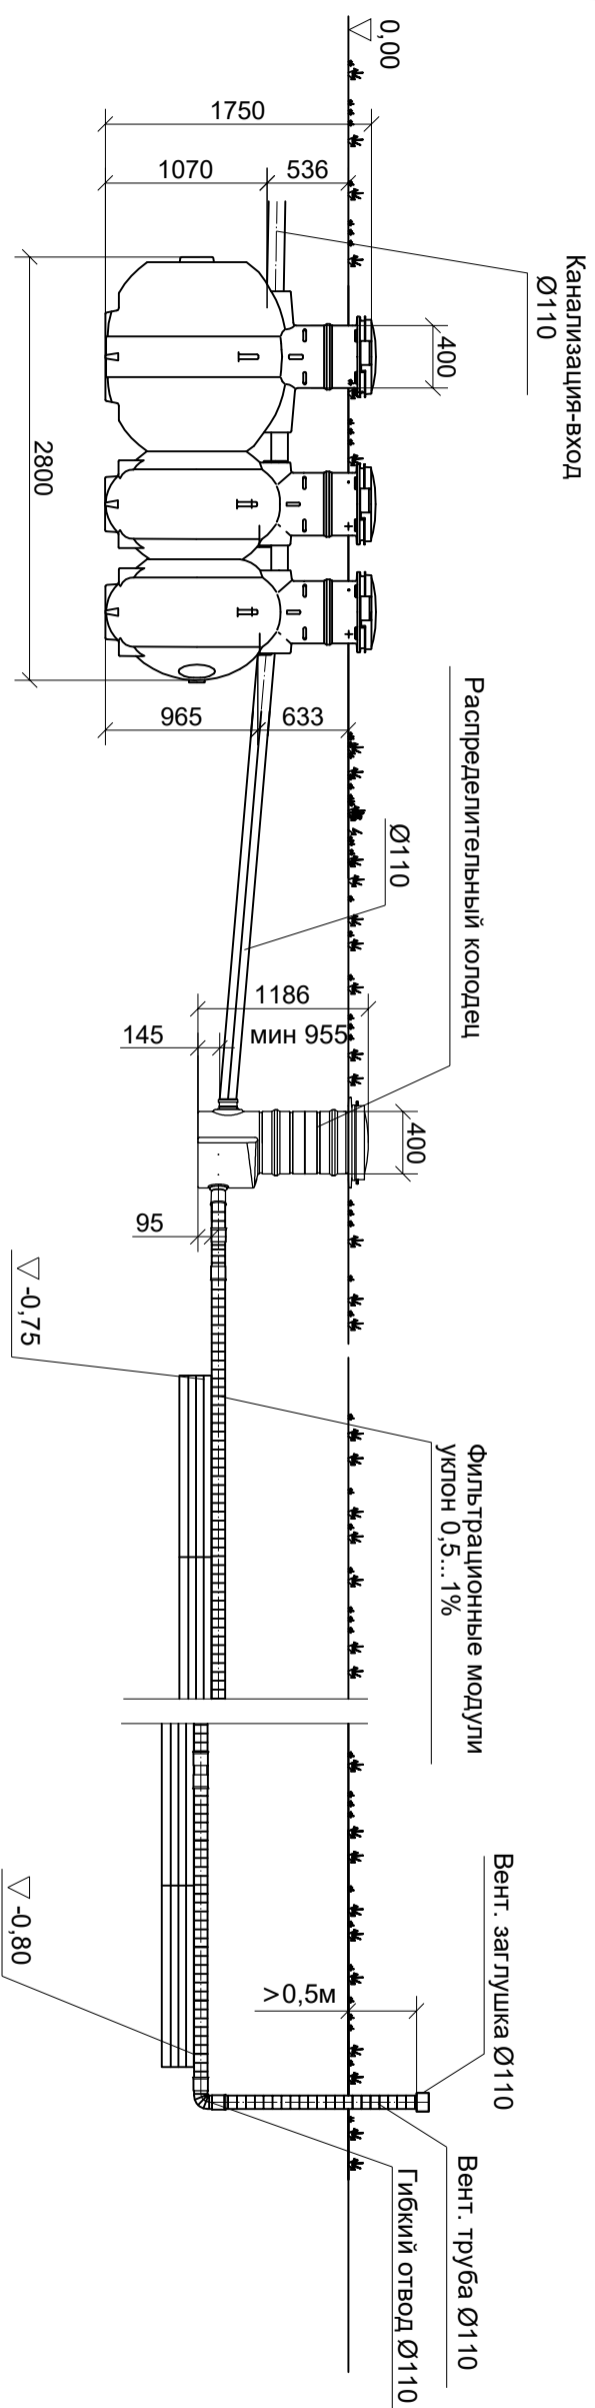 0,00
1750
1070
536
Канализация-вход
Ø110
400
2800
965
633
Распределительный колодец
Ø110
1186
мин 955
145
400
95
-0,75
Фильтрационные модули
уклон 0,5...1%
-0,80
>0,5м
Вент. заглушка Ø110
Вент. труба Ø110
Гибкий отвод Ø110